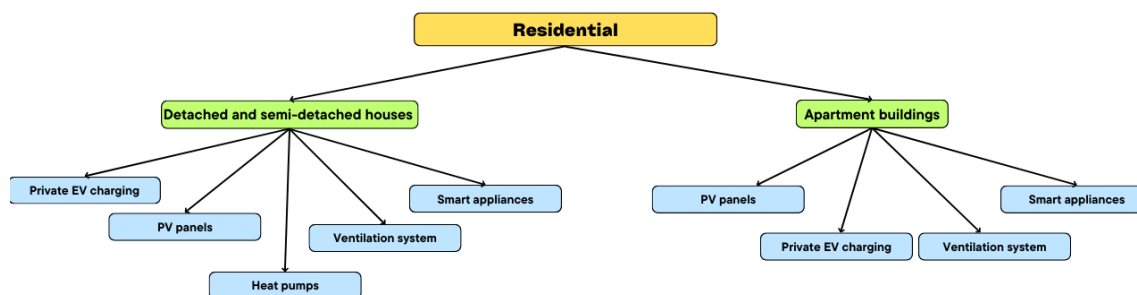 Residential
Detached and semi-detached houses
Apartment buildings
Private EV charging
PV panels
Heat pumps
Ventilation system
Smart appliances
PV panels
Private EV charging
Ventilation system
Smart appliances